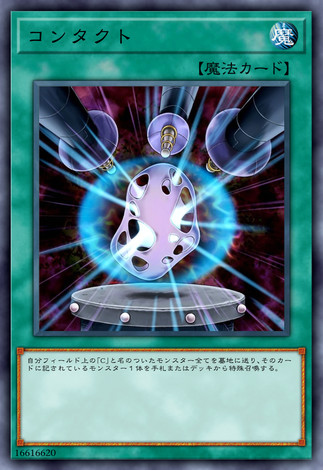 コンタクト
魔
【魔法カード】
自分フィールド上の「C」と名のついたモンスター全てを墓地に送り、そのカー
ドに記されているモンスター１体を手札またはデッキから特殊召喚する。
16616620